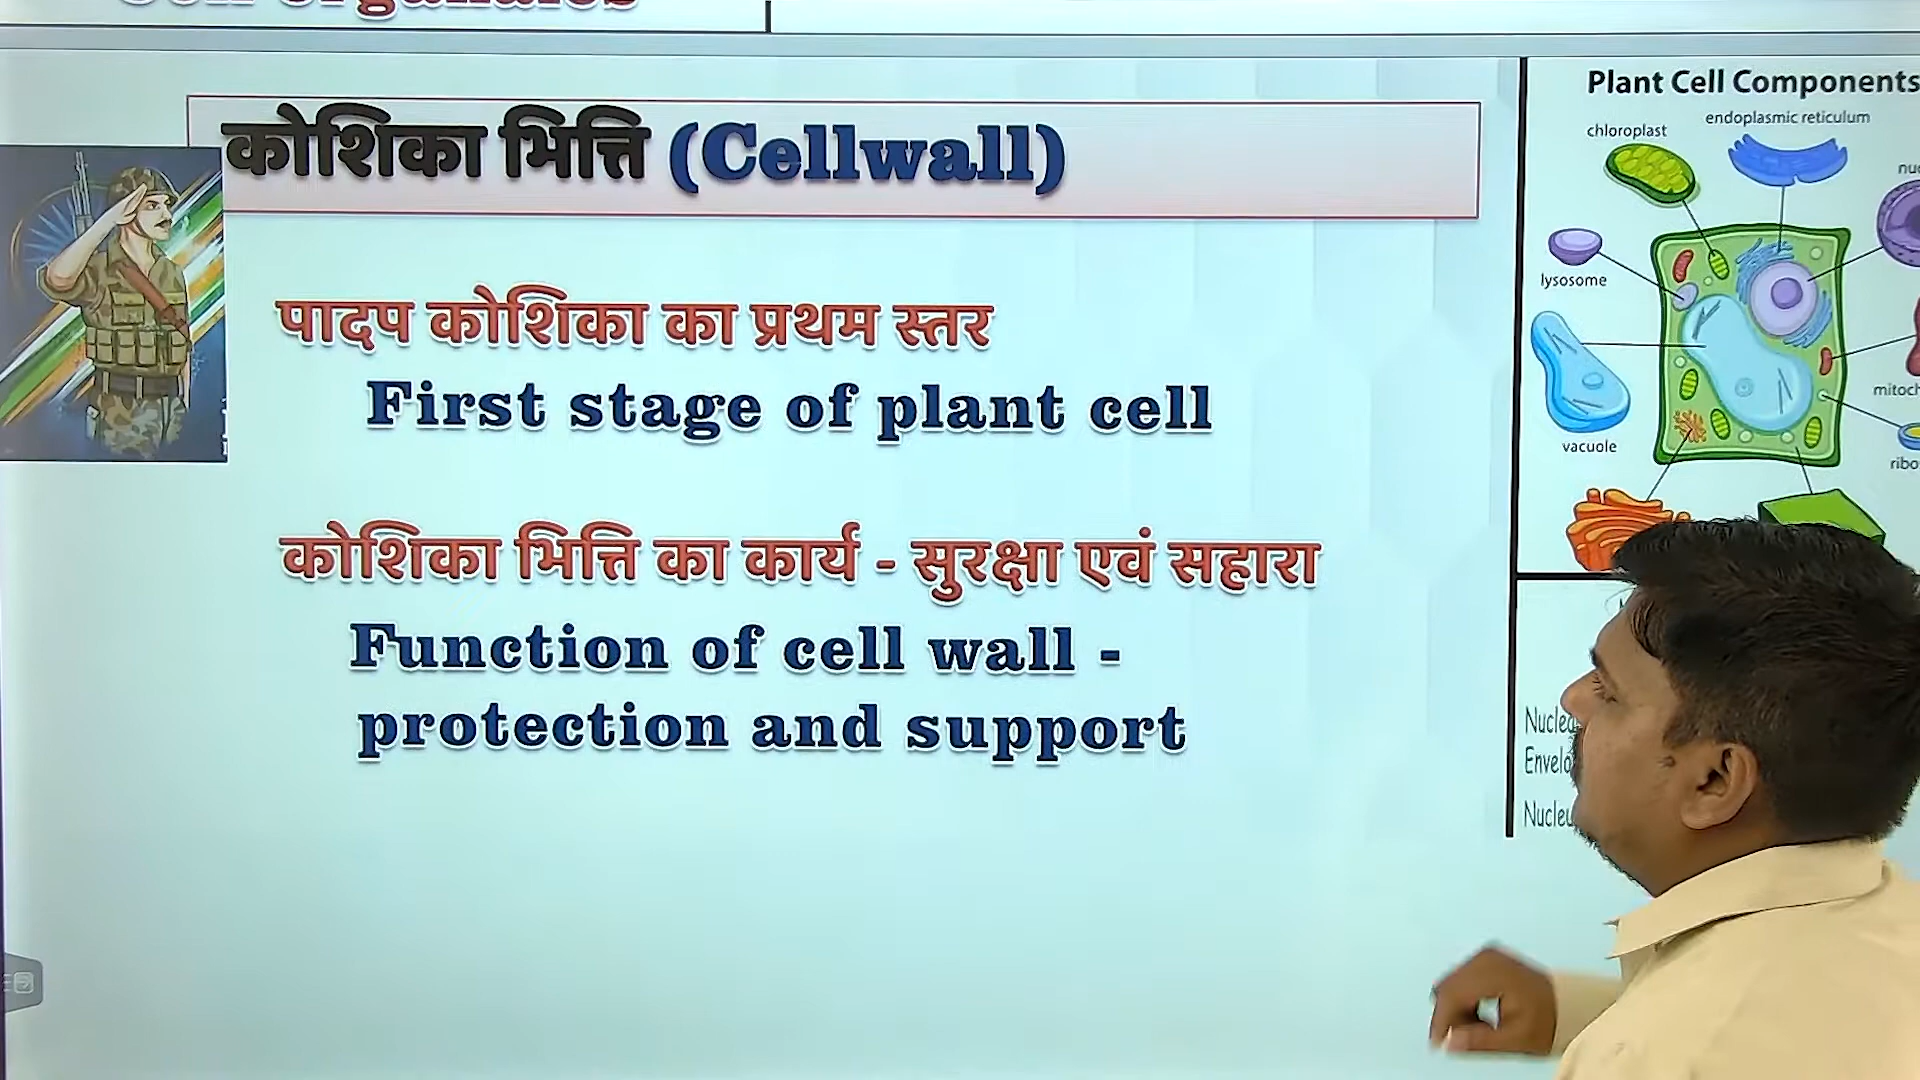 कोशिका भित्ति (Cellwall)
पादप कोशिका का प्रथम स्तर
First stage of plant cell
कोशिका भित्ति का कार्य - सुरक्षा एवं सहारा
Function of cell wall -
protection and support
Plant Cell Components
endoplasmic reticulum
chloroplast
lysosome
vacuole